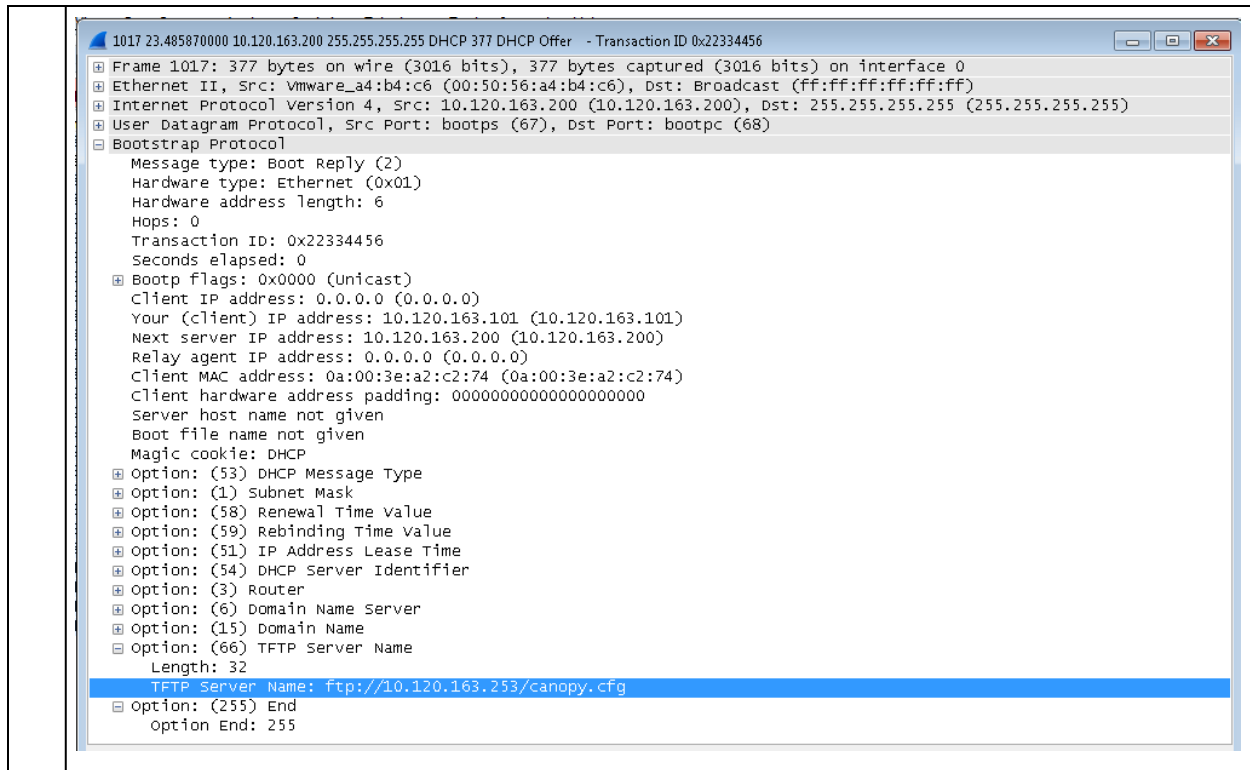 1017 23.485870000 10.120.163.200 255.255.255.255 DHCP 377 DHCP Offer - Transaction ID 0x22334456
Frame 1017: 377 bytes on wire (3016 bits), 377 bytes captured (3016 bits) on interface 0
Ethernet II, Src: Vmware_a4:b4:c6 (00:50:56:a4:b4:c6), Dst: Broadcast (ff:ff:ff:ff:ff:ff)
Internet Protocol Version 4, Src: 10.120.163.200 (10.120.163.200), Dst: 255.255.255.255 (255.255.255.255)
User Datagram Protocol, Src Port: bootps (67), Dst Port: bootpc (68)
Bootstrap Protocol
Message type: Boot Reply (2)
Hardware type: Ethernet (0x01)
Hardware address length: 6
Hops: 0
Transaction ID: 0x22334456
Seconds elapsed: 0
Bootp flags: 0x0000 (Unicast)
Client IP address: 0.0.0.0 (0.0.0.0)
Your (client) IP address: 10.120.163.101 (10.120.163.101)
Next server IP address: 10.120.163.200 (10.120.163.200)
Relay agent IP address: 0.0.0.0 (0.0.0.0)
Client MAC address: 0a:00:3e:a2:c2:74 (0a:00:3e:a2:c2:74)
Client hardware address padding: 00000000000000000000
Server host name not given
Boot file name not given
Magic cookie: DHCP
Option: (53) DHCP Message Type
Option: (1) Subnet Mask
Option: (58) Renewal Time Value
Option: (59) Rebinding Time Value
Option: (51) IP Address Lease Time
Option: (54) DHCP Server Identifier
Option: (3) Router
Option: (6) Domain Name Server
Option: (15) Domain Name
Option: (66) TFTP Server Name
Length: 32
TFTP Server Name: ftp://10.120.163.253/canopy.cfg
Option: (255) End
Option End: 255